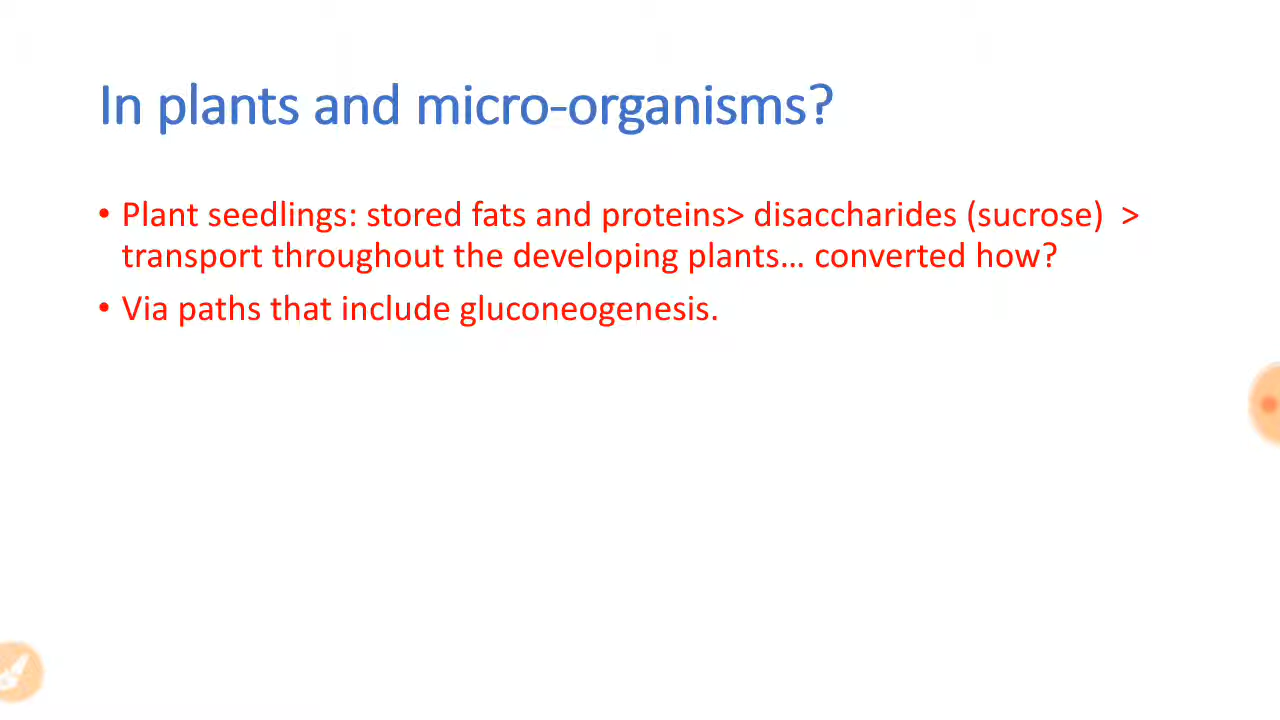 In plants and micro-organisms?
• Plant seedlings: stored fats and proteins> disaccharides (sucrose) >
transport throughout the developing plants... converted how?
• Via paths that include gluconeogenesis.